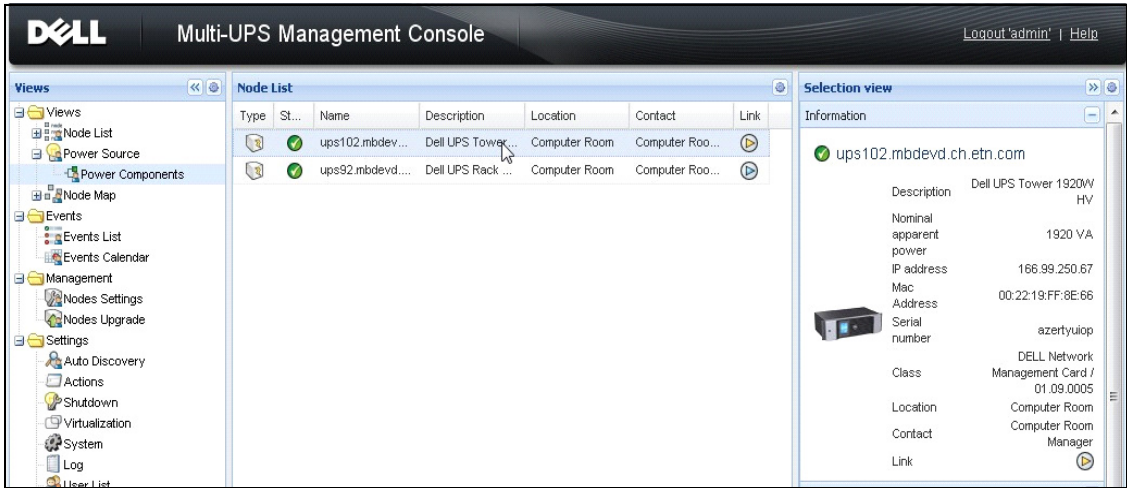 DELL
Multi-UPS Management Console
Logout 'admin' | Help
Views
Views
Node List
Power Source
Power Components
Node Map
Events
Events List
Events Calendar
Management
Nodes Settings
Nodes Upgrade
Settings
Auto Discovery
Actions
Shutdown
Virtualization
System
Log
User List
Node List
Type St... Name Description Location Contact Link
ups102.mbdev... Dell UPS Tower... Computer Room Computer Roo...
ups92.mbdevd.... Dell UPS Rack ... Computer Room Computer Roo...
Selection view
Information
ups102.mbdevd.ch.etn.com
Description Dell UPS Tower 1920W
HV
Nominal
apparent
power 1920 VA
IP address 166.99.250.67
Mac
Address 00:22:19:FF:8E:66
Serial
number azertyuiop
Class DELL Network
Management Card /
01.09.0005
Location Computer Room
Contact Computer Room
Manager
Link